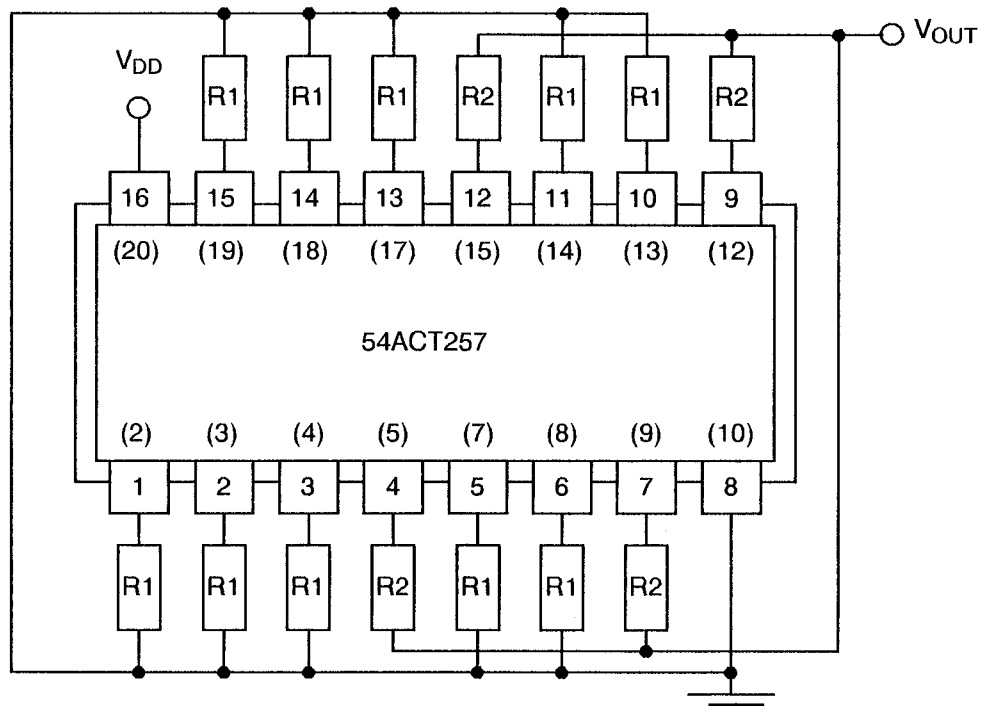 V_OUT
V_DD
R1 R1 R1 R2 R1 R1 R2
16 15 14 13 12 11 10 9
(20) (19) (18) (17) (15) (14) (13) (12)
54ACT257
(2) (3) (4) (5) (7) (8) (9) (10)
1 2 3 4 5 6 7 8
R1 R1 R1 R2 R1 R1 R2